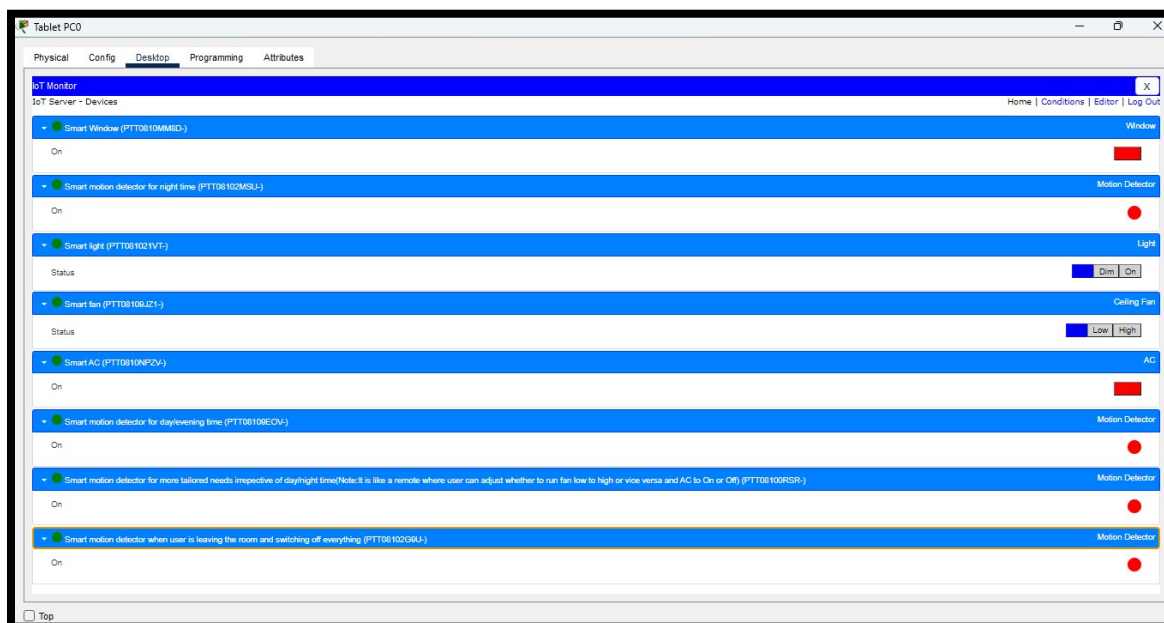 Tablet PC0
Physical Config Desktop Programming Attributes
IoT Monitor X
IoT Server - Devices Home | Conditions | Editor | Log Out
Smart Window (PTT0810MM8D-) Window
On
Smart motion detector for night time (PTT08102MSU-) Motion Detector
On
Smart light (PTT081021VT-) Light
Status Dim On
Smart fan (PTT08109JZ1-) Ceiling Fan
Status Low High
Smart AC (PTT0810NPZV-) AC
On
Smart motion detector for day/evening time (PTT08109EOV-) Motion Detector
On
Smart motion detector for more tailored needs irrepective of day/night time(Note:It is like a remote where user can adjust whether to run fan low to high or vice versa and AC to On or Off) (PTT08100RSR-) Motion Detector
On
Smart motion detector when user is leaving the room and switching off everything (PTT08102G9U-) Motion Detector
On
Top